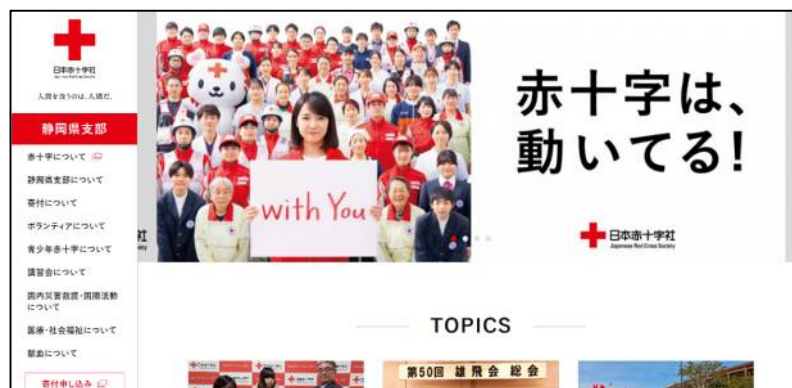 日本赤十字社
人間を救うのは、人間だ。
静岡県支部
赤十字について
静岡県支部について
寄付について
ボランティアについて
青少年赤十字について
講習会について
国内災害救護・国際活動
について
医療・社会福祉について
献血について
寄付申し込み
with You
赤十字は、
動いてる!
日本赤十字社
Japanese Red Cross Society
TOPICS
第50回 雄飛会 総会